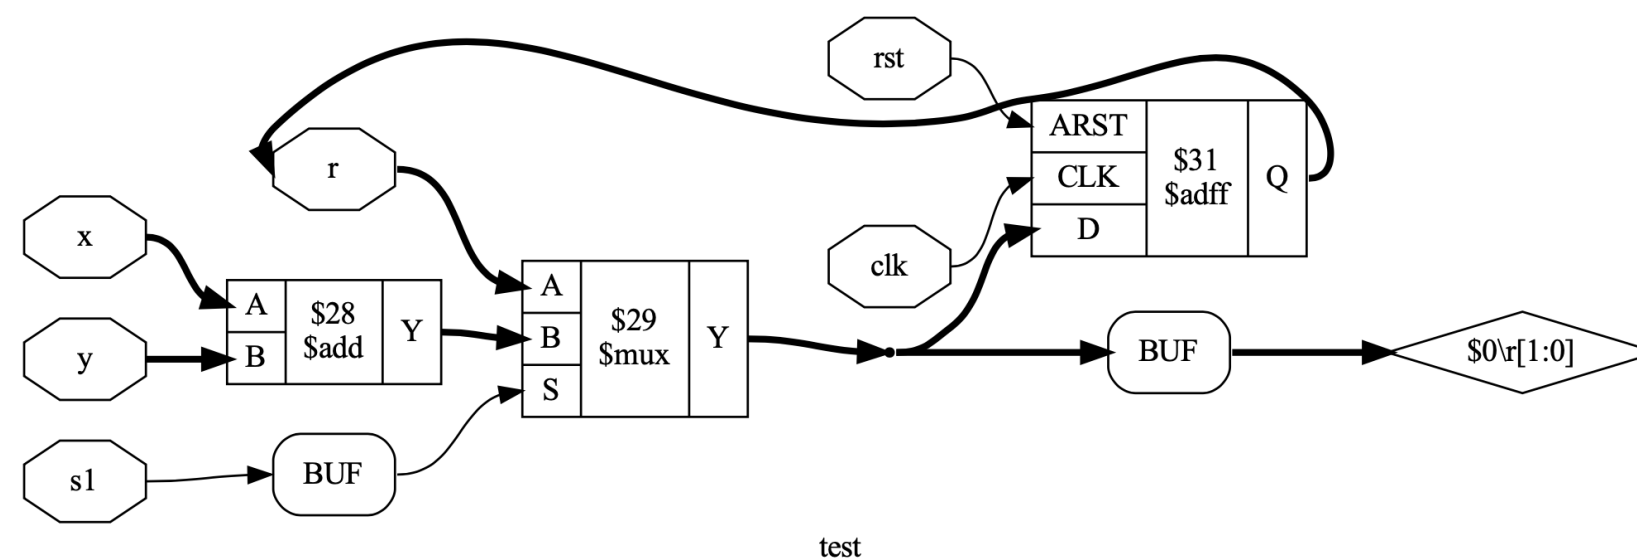 rst
ARST
CLK
D
$31
$adff
Q
r
x
clk
A
B
$28
$add
Y
A
B
S
$29
$mux
Y
y
BUF
$0\r[1:0]
s1
BUF
test